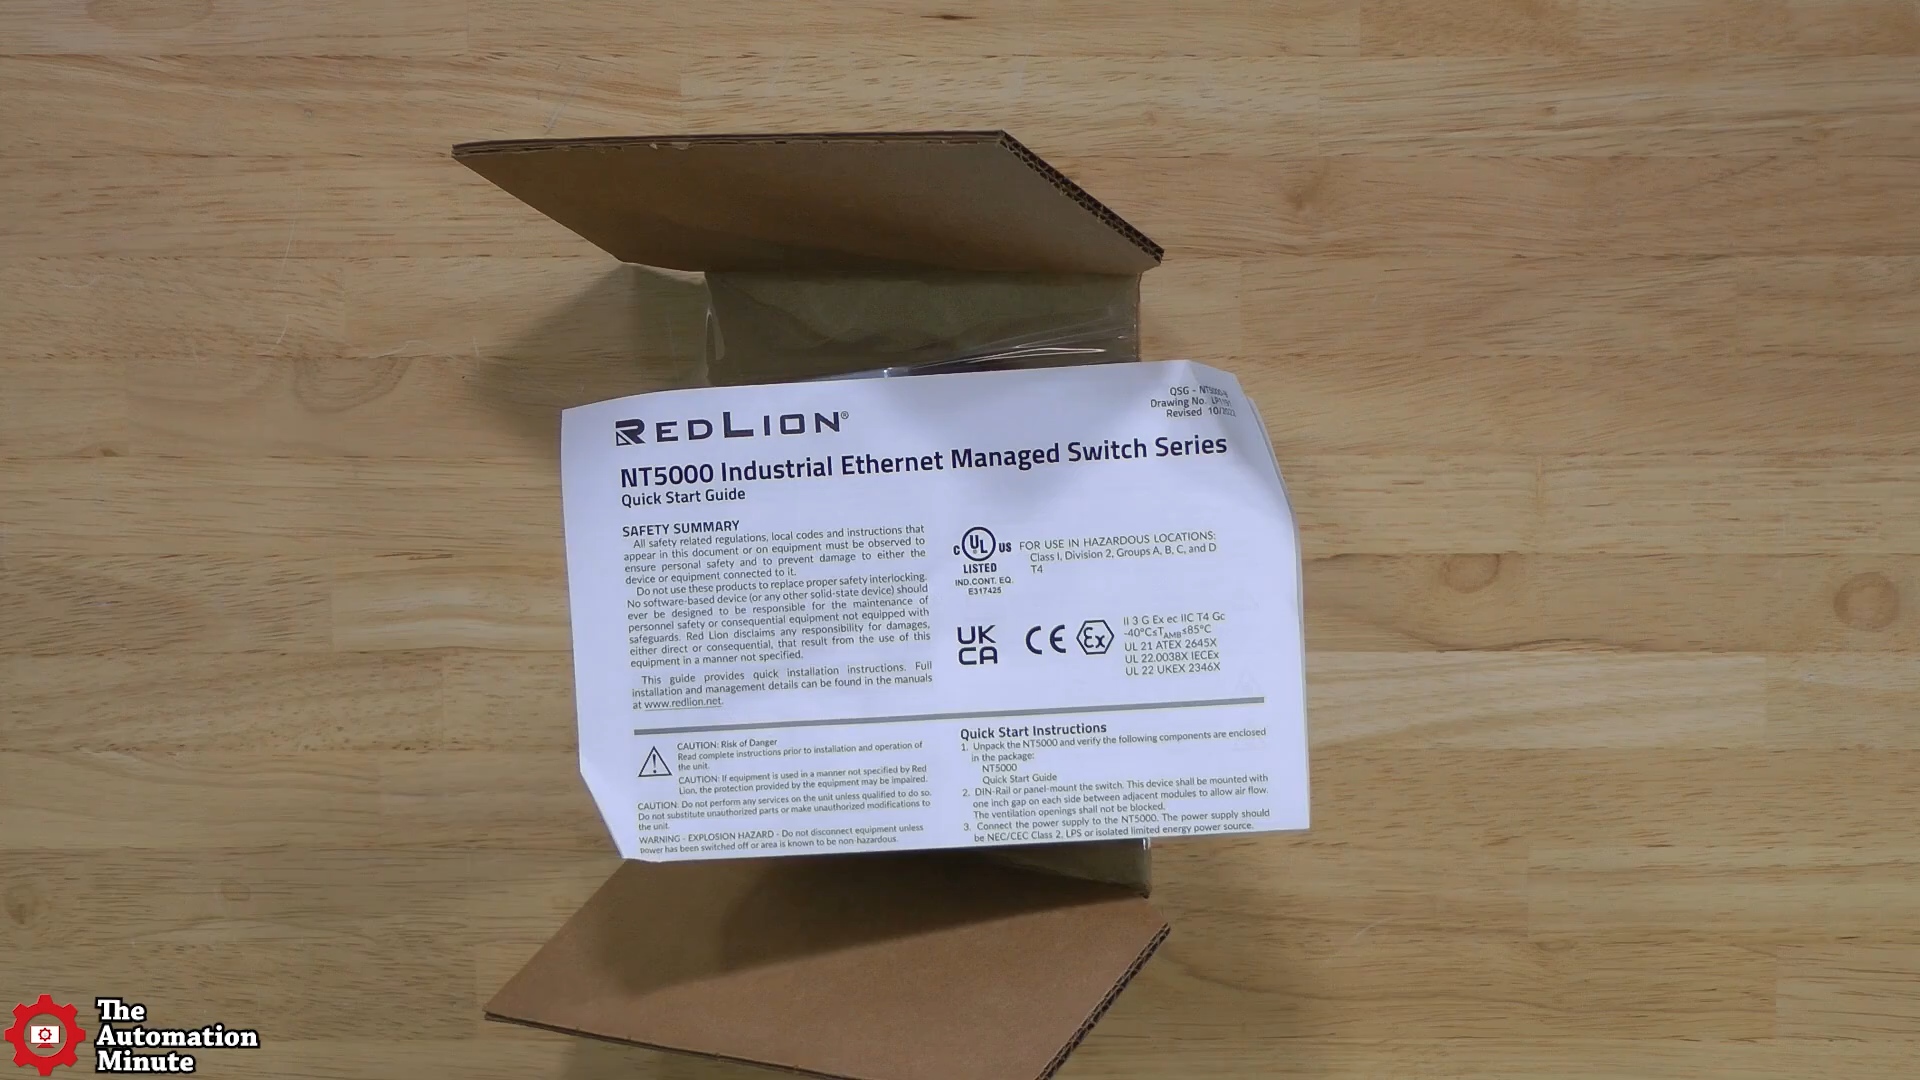 REDLION®
QSG - NT5000
Drawing No.
Revised 10/
NT5000 Industrial Ethernet Managed Switch Series
Quick Start Guide
SAFETY SUMMARY
All safety related regulations, local codes and instructions that
appear in this document or on equipment must be observed to
ensure personal safety and to prevent damage to either the
device or equipment connected to it.
Do not use these products to replace proper safety interlocking.
No software-based device (or any other solid-state device) should
ever be designed to be responsible for the maintenance of
personnel safety or consequential equipment not equipped with
safeguards. Red Lion disclaims any responsibility for damages,
either direct or consequential, that result from the use of this
equipment in a manner not specified.
This guide provides quick installation instructions. Full
installation and management details can be found in the manuals
at www.redlion.net.
C UL US
LISTED
IND.CONT. EQ.
E317425
FOR USE IN HAZARDOUS LOCATIONS:
Class I, Division 2, Groups A, B, C, and D
T4
UK
CA
CE
Ex
II 3 G Ex ec IIC T4 Gc
-40°C≤TAMB≤85°C
UL 21 ATEX 2645X
UL 22.0038X IECEx
UL 22 UKEX 2346X
CAUTION: Risk of Danger
Read complete instructions prior to installation and operation of
the unit.
CAUTION: If equipment is used in a manner not specified by Red
Lion, the protection provided by the equipment may be impaired.
CAUTION: Do not perform any services on the unit unless qualified to do so.
Do not substitute unauthorized parts or make unauthorized modifications to
the unit.
WARNING - EXPLOSION HAZARD - Do not disconnect equipment unless
power has been switched off or area is known to be non-hazardous.
Quick Start Instructions
1. Unpack the NT5000 and verify the following components are enclosed
in the package:
NT5000
Quick Start Guide
2. DIN-Rail or panel-mount the switch. This device shall be mounted with
one inch gap on each side between adjacent modules to allow air flow.
The ventilation openings shall not be blocked.
3. Connect the power supply to the NT5000. The power supply should
be NEC/CEC Class 2, LPS or isolated limited energy power source.
The
Automation
Minute